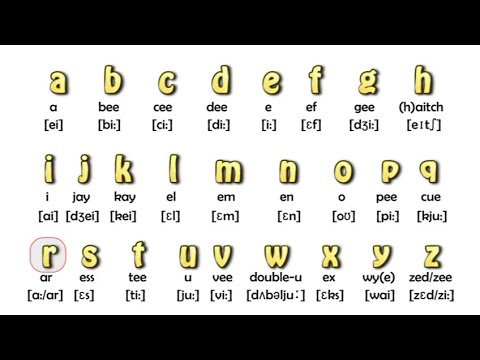 a b c d e f g h
a bee cee dee e ef gee (h)aitch
[ei] [bi:] [ci:] [di:] [i:] [ɛf] [dʒi:] [eɪtʃ]
i j k l m n o p q
i jay kay el em en o pee cue
[ai] [dʒei] [kei] [ɛl] [ɛm] [ɛn] [oʊ] [pi:] [kju:]
r s t u v w x y z
ar ess tee u vee double-u ex wy(e) zed/zee
[a:/ar] [ɛs] [ti:] [ju:] [vi:] [dʌbəlju:] [ɛks] [wai] [zɛd/zi:]